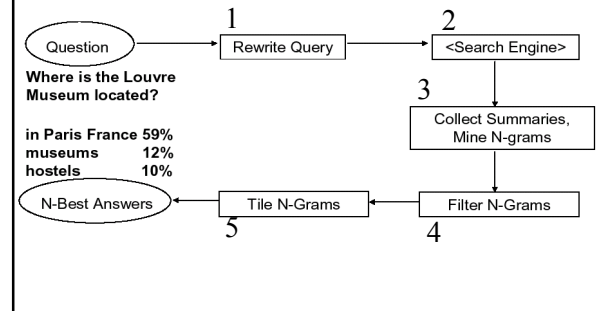 1
2
Question
Rewrite Query
<Search Engine>
Where is the Louvre
Museum located?
3
Collect Summaries,
Mine N-grams
in Paris France 59%
museums 12%
hostels 10%
N-Best Answers
Tile N-Grams
Filter N-Grams
5
4